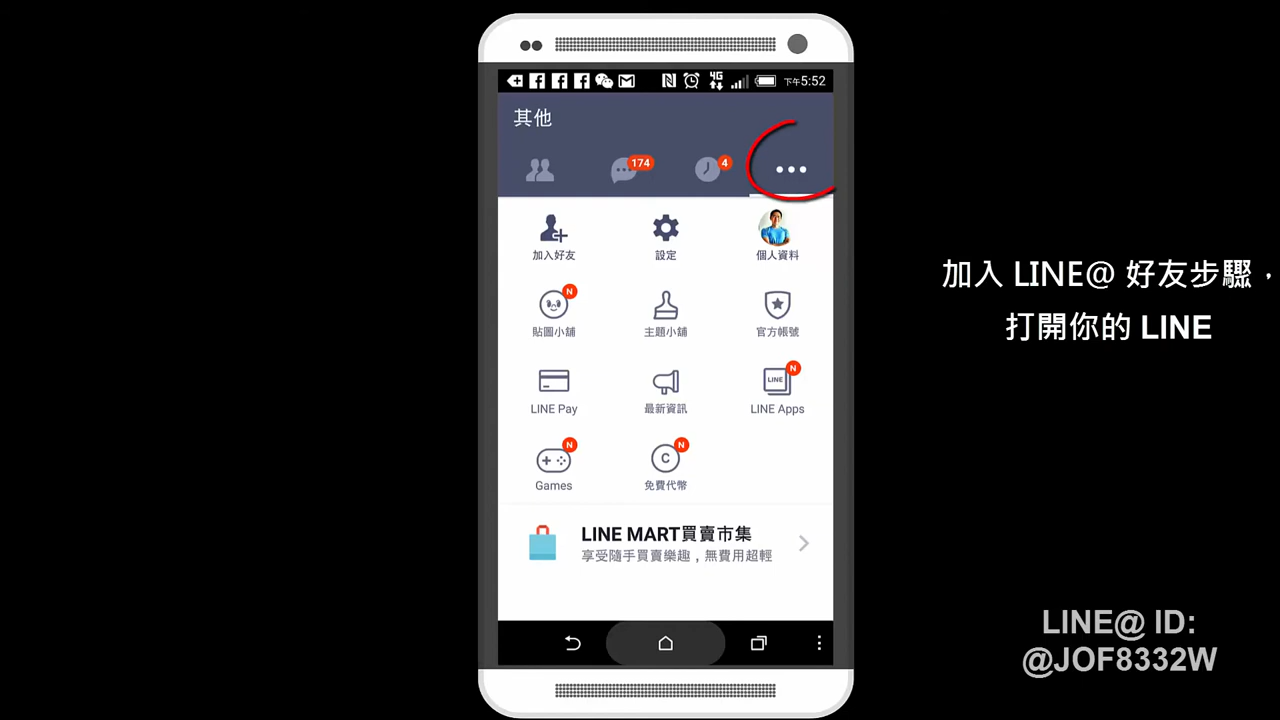 下午5:52
其他
174
4
加入好友
設定
個人資料
N
貼圖小舖
主題小舖
官方帳號
LINE Pay
最新資訊
LINE
N
LINE Apps
N
Games
C
N
免費代幣
LINE MART買賣市集
享受隨手買賣樂趣，無費用超輕
加入 LINE@ 好友步驟，
打開你的 LINE
LINE@ ID:
@JOF8332W